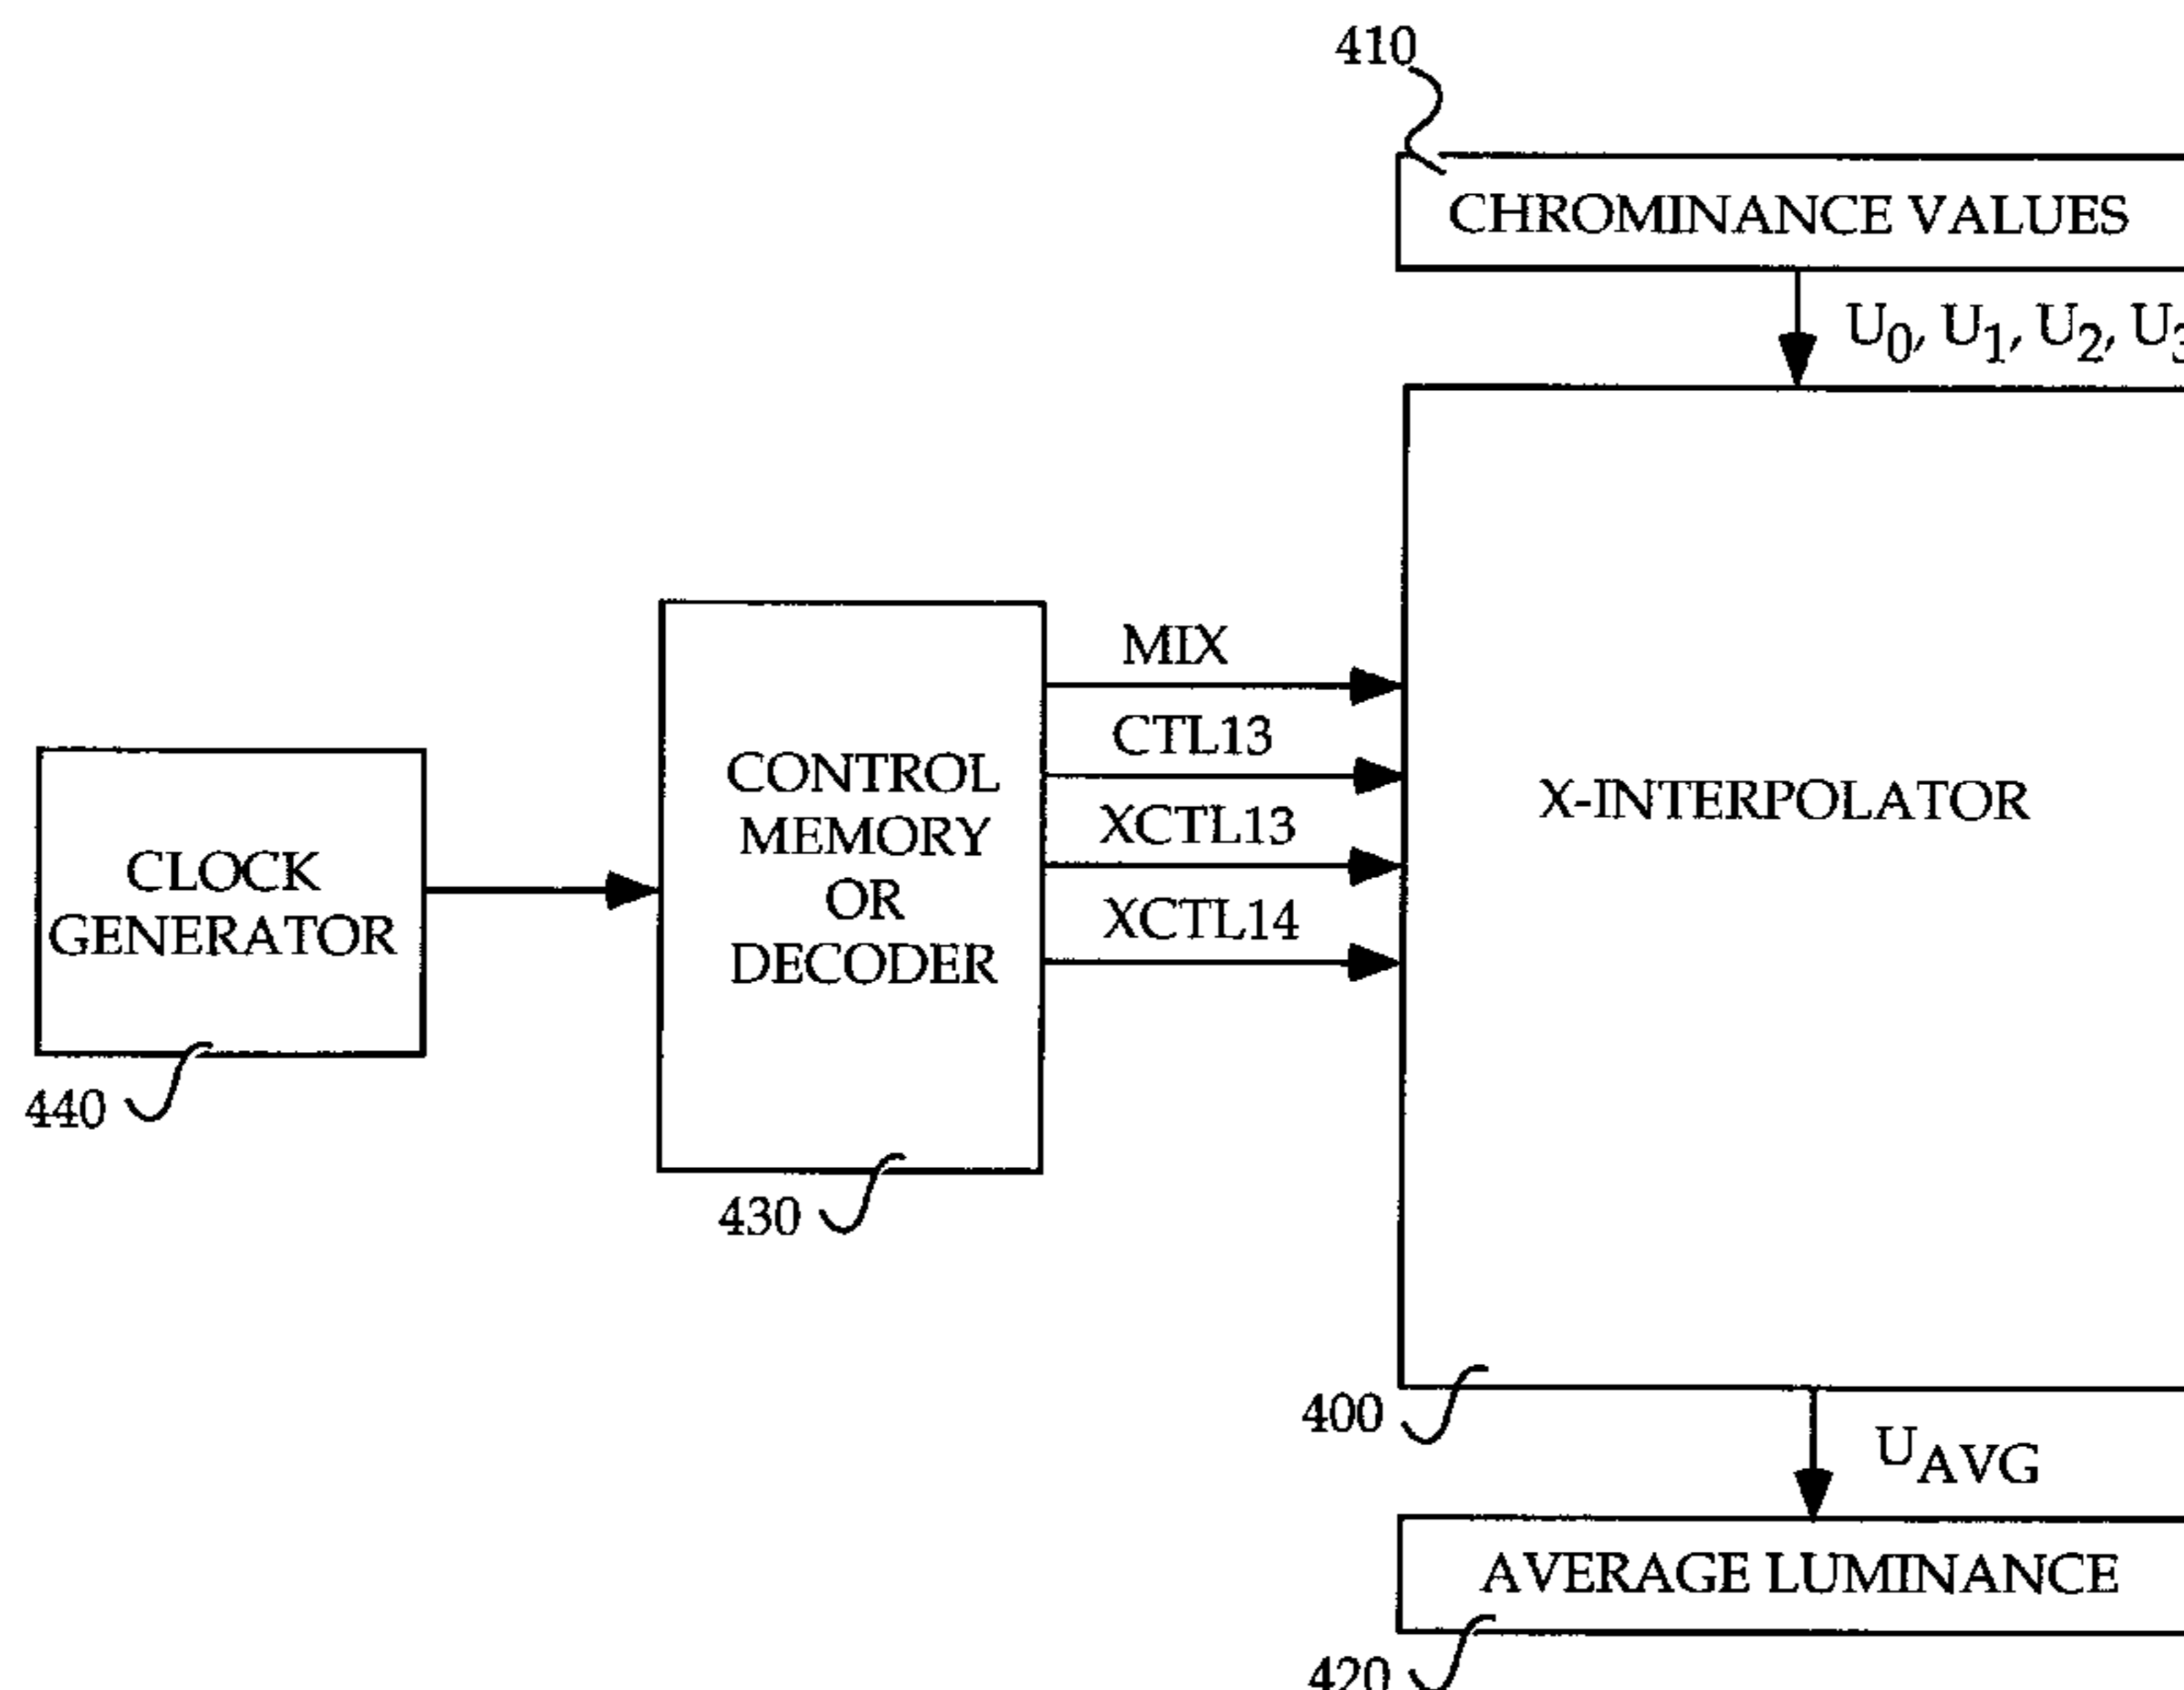 410
CHROMINANCE VALUES
U0, U1, U2, U3
MIX
CTL13
XCTL13
XCTL14
CONTROL
MEMORY
OR
DECODER
X-INTERPOLATOR
CLOCK
GENERATOR
440
430
400
UAVG
AVERAGE LUMINANCE
420